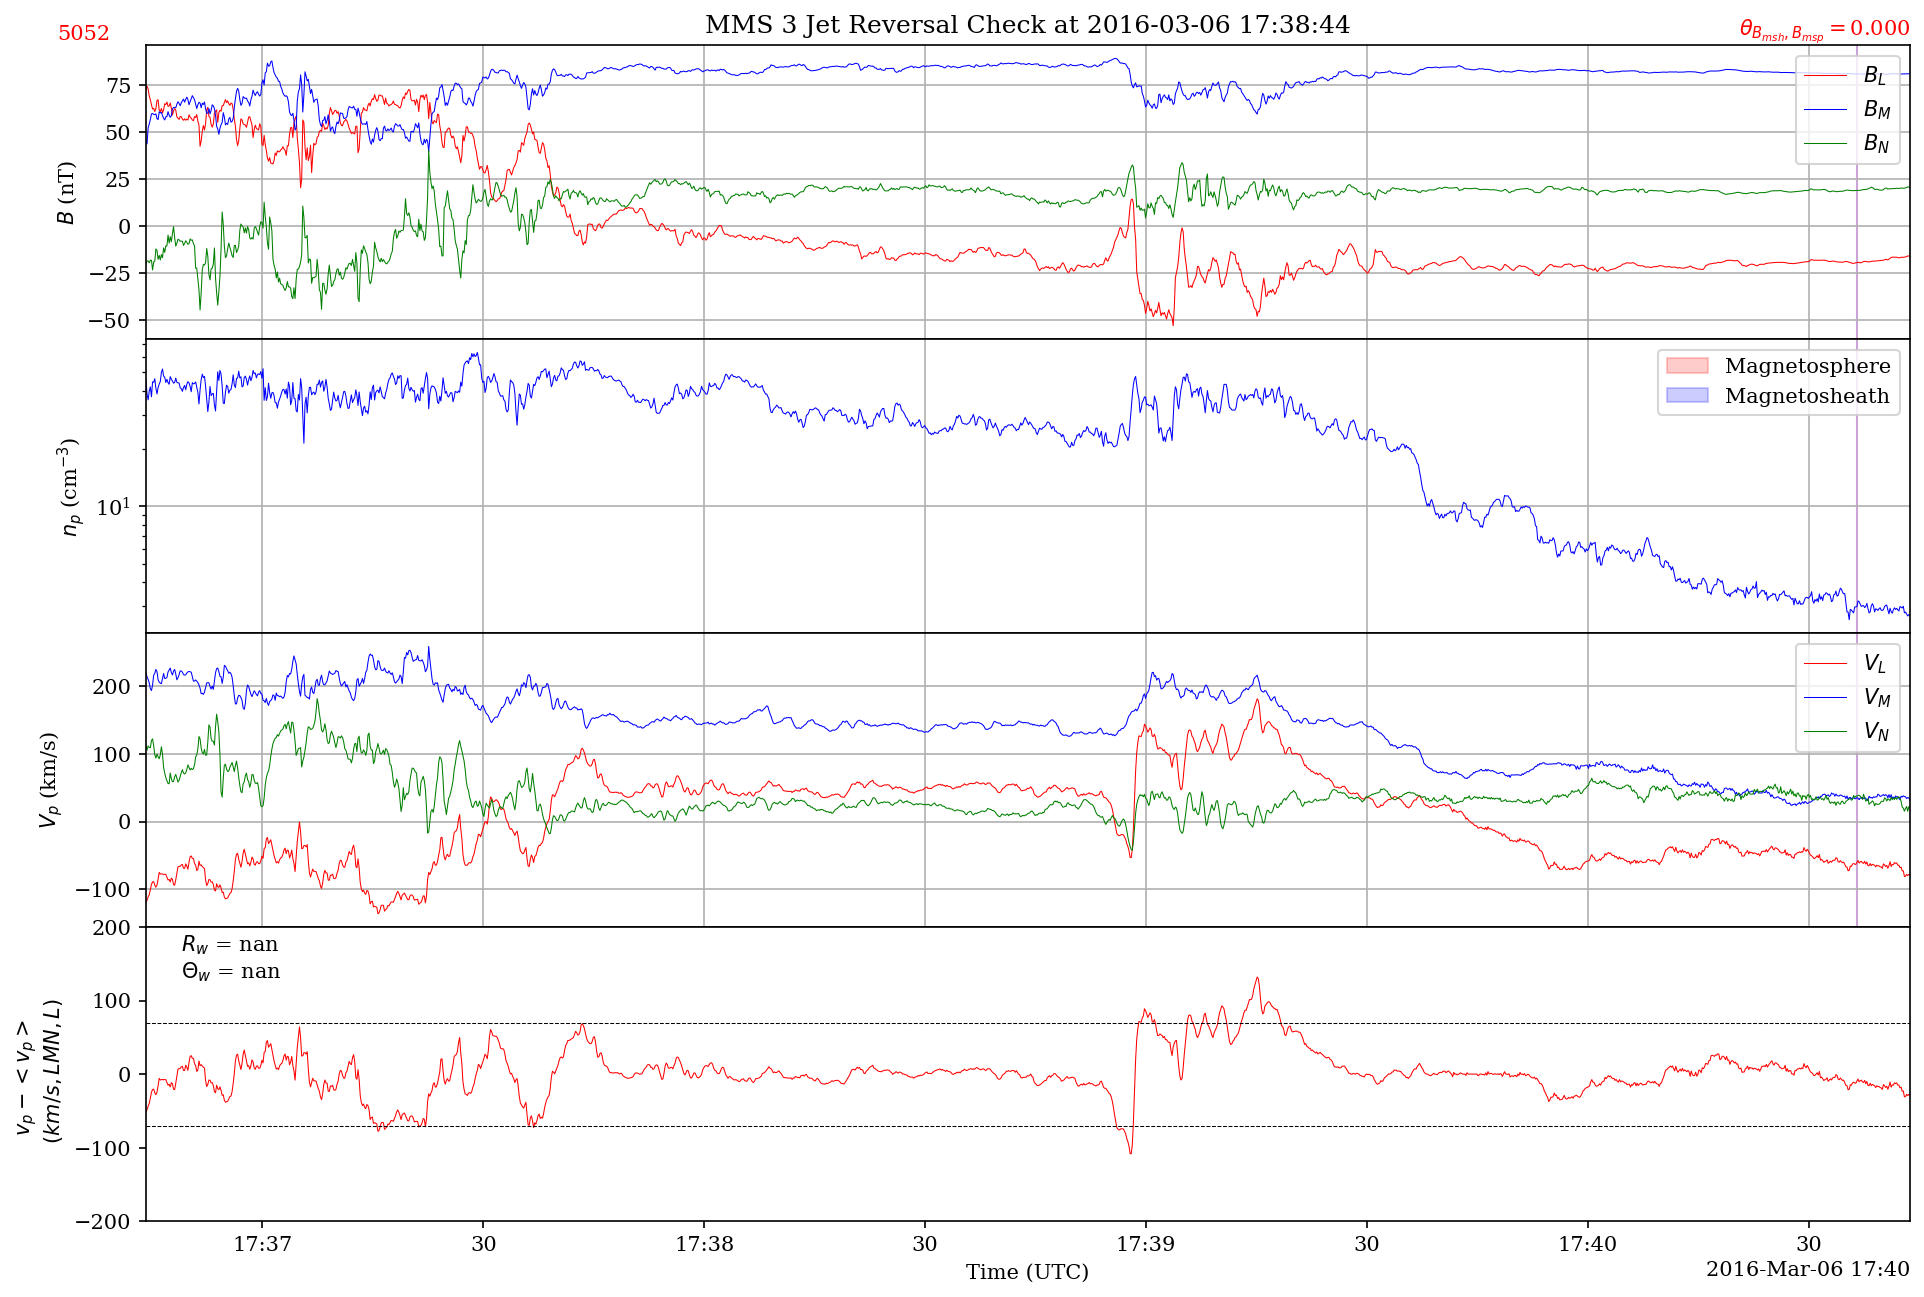 MMS 3 Jet Reversal Check at 2016-03-06 17:38:44
5052
θ_{B_{msh}, B_{msp}} = 0.000
75
50
25
0
−25
−50
B (nT)
B_L
B_M
B_N
10^1
n_p (cm^{−3})
Magnetosphere
Magnetosheath
200
100
0
−100
V_p (km/s)
V_L
V_M
V_N
200
100
0
−100
−200
v_p − <v_p>
(km/s, LMN, L)
R_w = nan
Θ_w = nan
17:37 30 17:38 30 17:39 30 17:40 30
Time (UTC)
2016-Mar-06 17:40